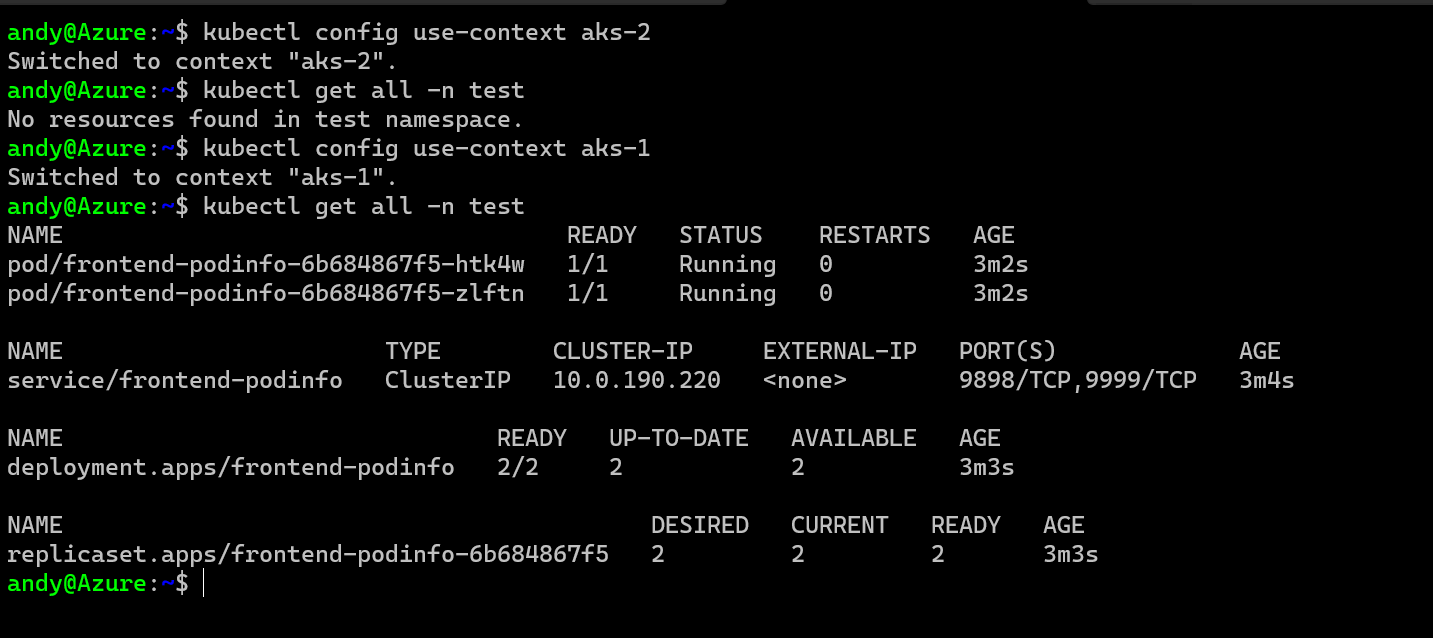 andy@Azure:~$ kubectl config use-context aks-2
Switched to context "aks-2".
andy@Azure:~$ kubectl get all -n test
No resources found in test namespace.
andy@Azure:~$ kubectl config use-context aks-1
Switched to context "aks-1".
andy@Azure:~$ kubectl get all -n test
NAME                                    READY   STATUS    RESTARTS   AGE
pod/frontend-podinfo-6b684867f5-htk4w   1/1     Running   0          3m2s
pod/frontend-podinfo-6b684867f5-zlftn   1/1     Running   0          3m2s

NAME                       TYPE        CLUSTER-IP     EXTERNAL-IP   PORT(S)             AGE
service/frontend-podinfo   ClusterIP   10.0.190.220   <none>        9898/TCP,9999/TCP   3m4s

NAME                               READY   UP-TO-DATE   AVAILABLE   AGE
deployment.apps/frontend-podinfo   2/2     2            2           3m3s

NAME                                          DESIRED   CURRENT   READY   AGE
replicaset.apps/frontend-podinfo-6b684867f5   2         2         2       3m3s
andy@Azure:~$